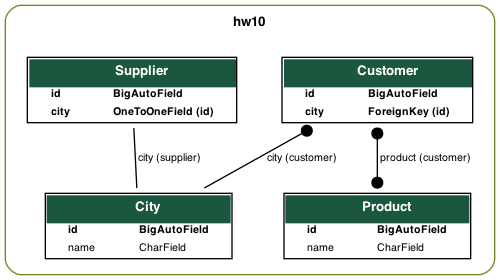 hw10
Supplier
id BigAutoField
city OneToOneField (id)
Customer
id BigAutoField
city ForeignKey (id)
city (supplier)
city (customer)
product (customer)
City
id BigAutoField
name CharField
Product
id BigAutoField
name CharField